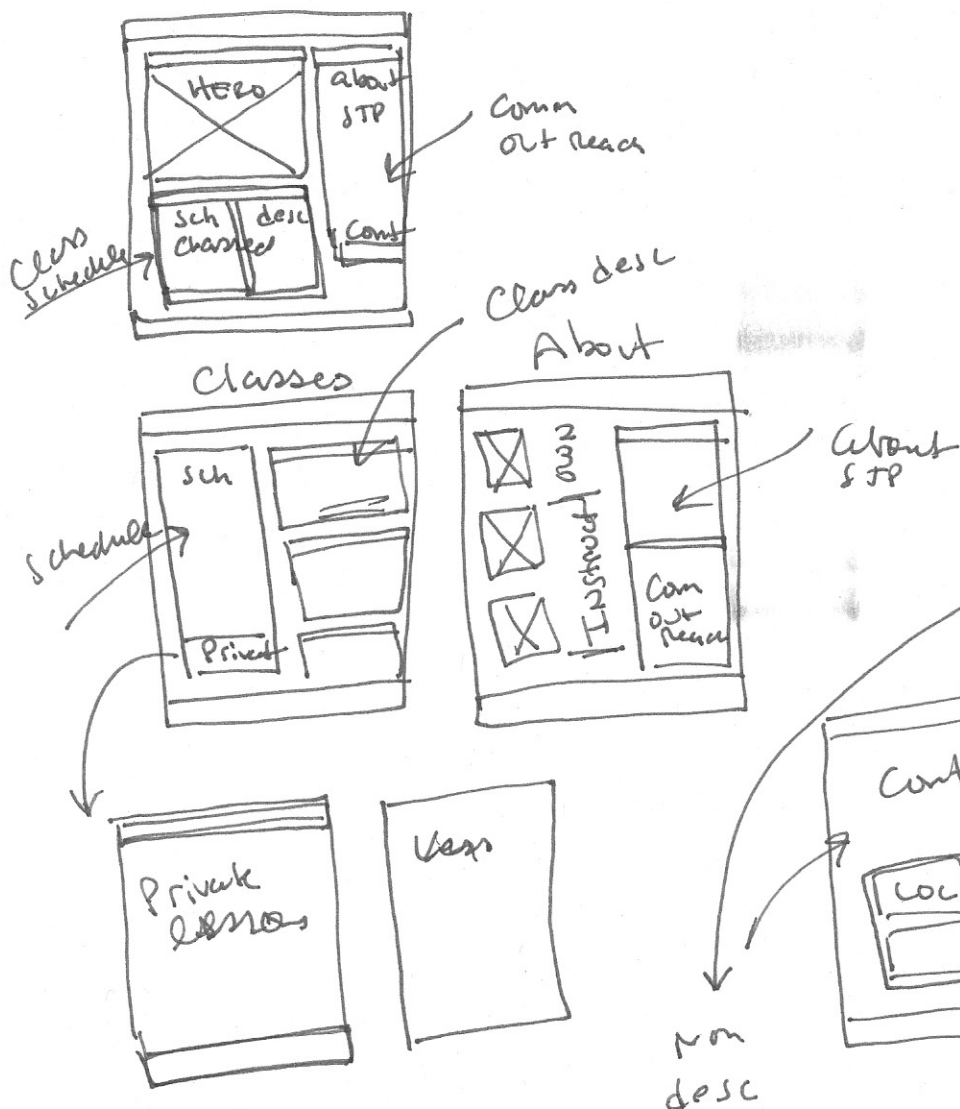 HERO
about
STP
Comm
out reach
sch
desc
Cont
Class
schedule
Class desc
Classes
About
sch
schedule
Privat
own
INstruct
about
STP
Com
out
reach
Private
lessons
Cont
LOC
Non
desc